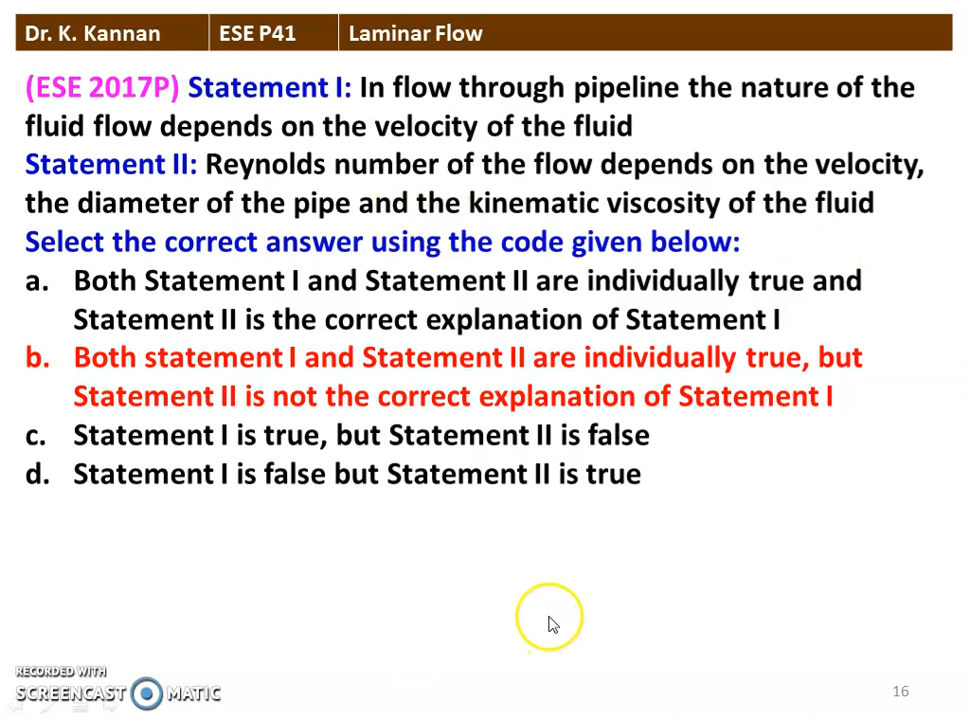 Dr. K. Kannan ESE P41 Laminar Flow
(ESE 2017P) Statement I: In flow through pipeline the nature of the
fluid flow depends on the velocity of the fluid
Statement II: Reynolds number of the flow depends on the velocity,
the diameter of the pipe and the kinematic viscosity of the fluid
Select the correct answer using the code given below:
a. Both Statement I and Statement II are individually true and
Statement II is the correct explanation of Statement I
b. Both statement I and Statement II are individually true, but
Statement II is not the correct explanation of Statement I
c. Statement I is true, but Statement II is false
d. Statement I is false but Statement II is true
RECORDED WITH
SCREENCAST MATIC
16